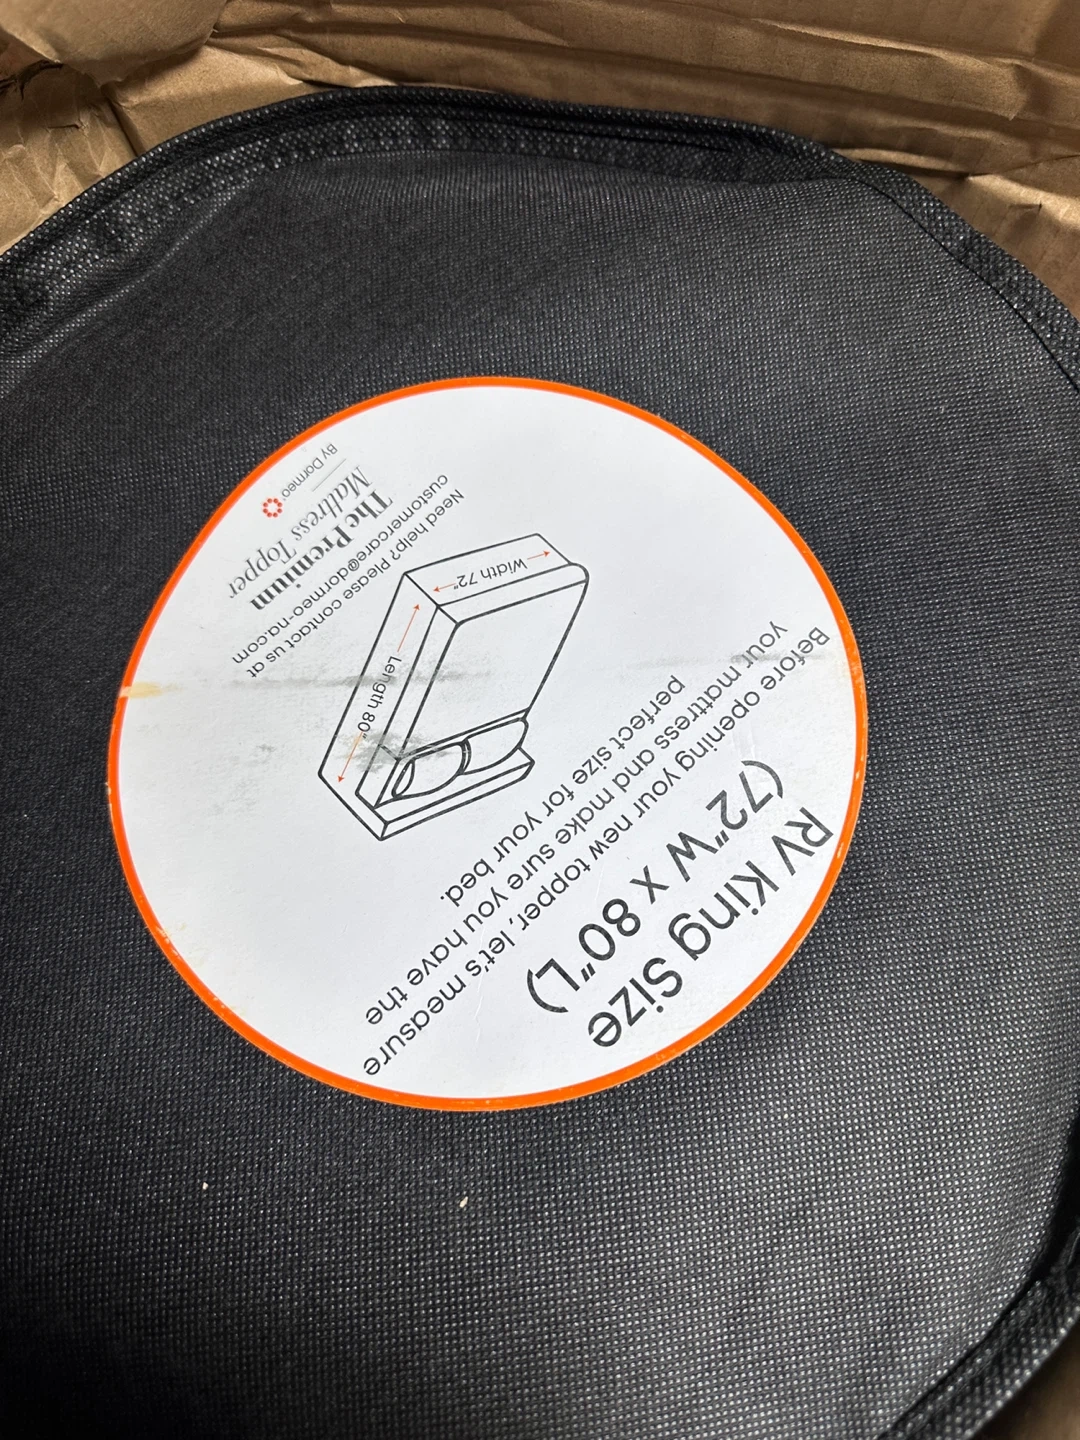 RV King Size
(72"W x 80"L)
Before opening your new topper, let's measure
your mattress and make sure you have the
perfect size for your bed.
Width 72"
Length 80"
Need help? Please contact us at
customercare@dormeo-na.com
The Premium
Mattress Topper
By Dormeo®